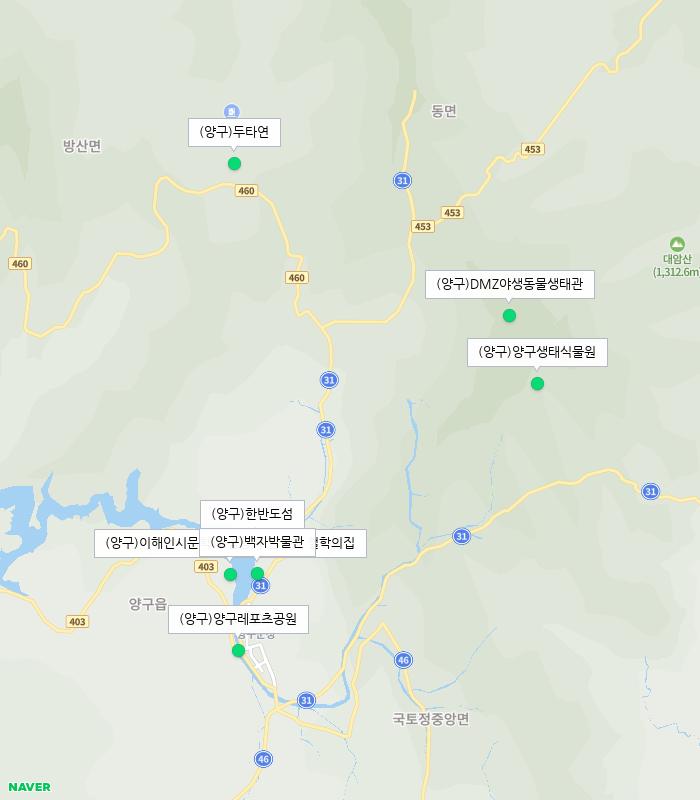 동면
(양구)두타연
방산면
453
31
460
453
453
460
대암산
(1,312.6m
460
(양구)DMZ야생동물생태관
(양구)양구생태식물원
31
31
31
(양구)한반도섬
31
(양구)이해인시문
(양구)백자박물관
철학의집
403
31
양구읍
403
(양구)양구레포츠공원
46
31
국토정중앙면
46
NAVER